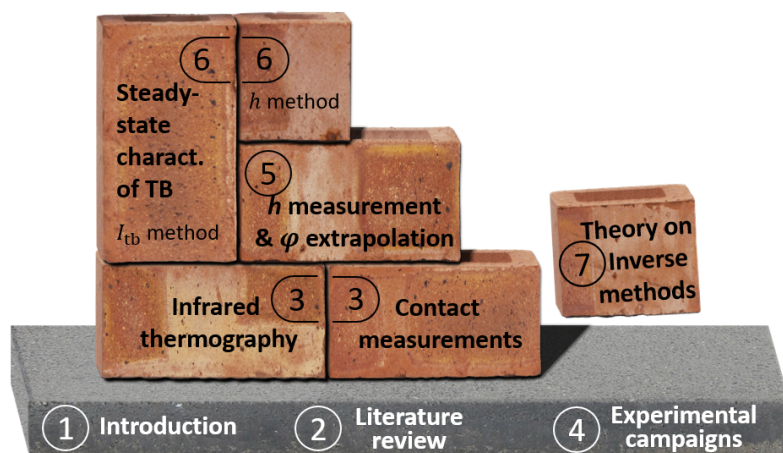 6
6
Steady-
state
charact.
of TB
I_tb method
h method
5
h measurement
& φ extrapolation
Theory on
7 Inverse
methods
Infrared
thermography
3
3
Contact
measurements
1 Introduction
2 Literature
review
4 Experimental
campaigns